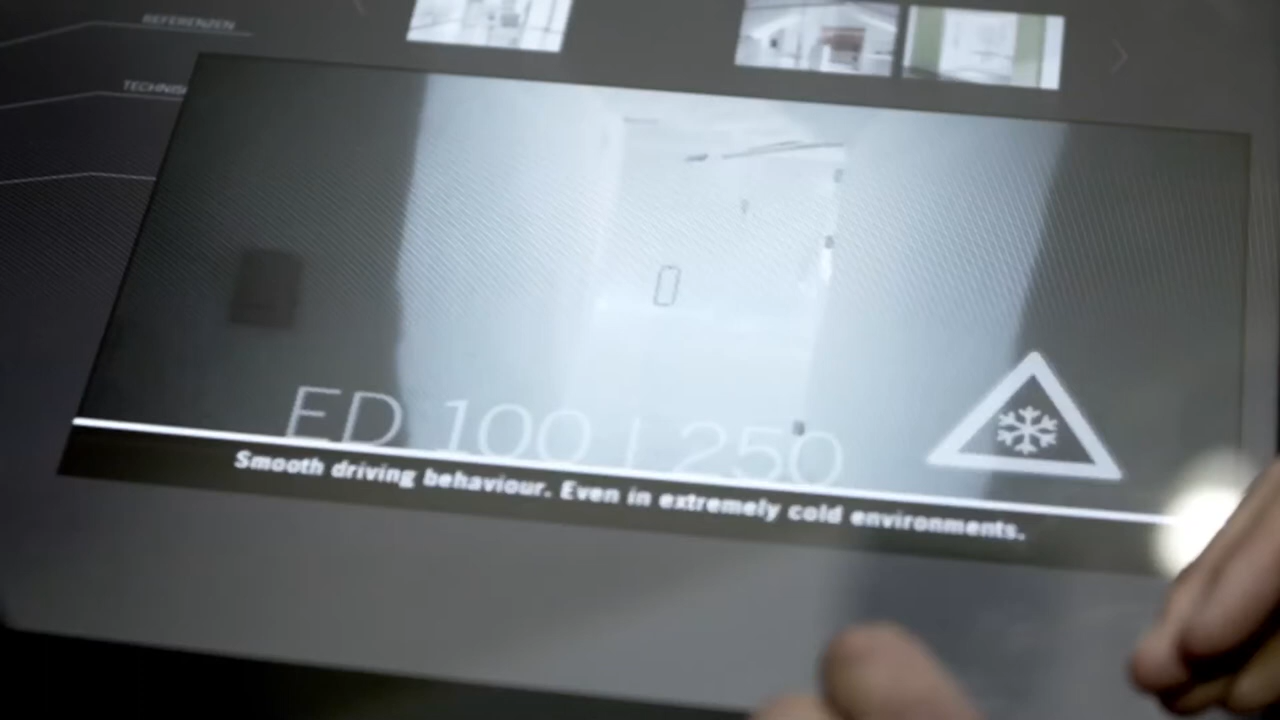 REFERENZEN
ED 100 | 250
Smooth driving behaviour. Even in extremely cold environments.